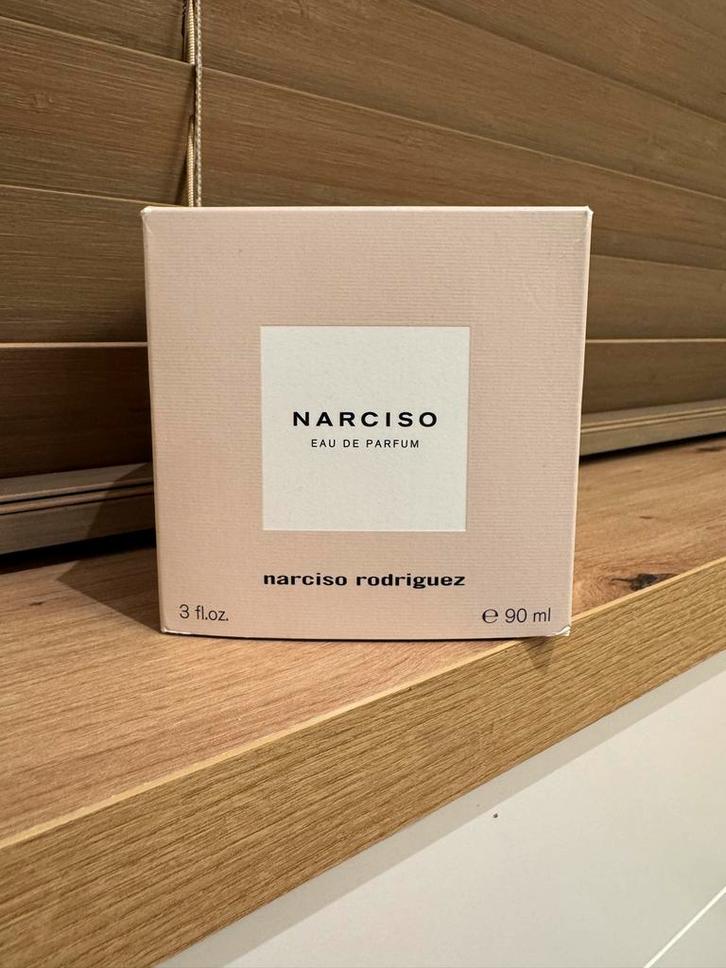 NARCISO
EAU DE PARFUM
narciso rodriguez
3 fl.oz.
℮ 90 ml